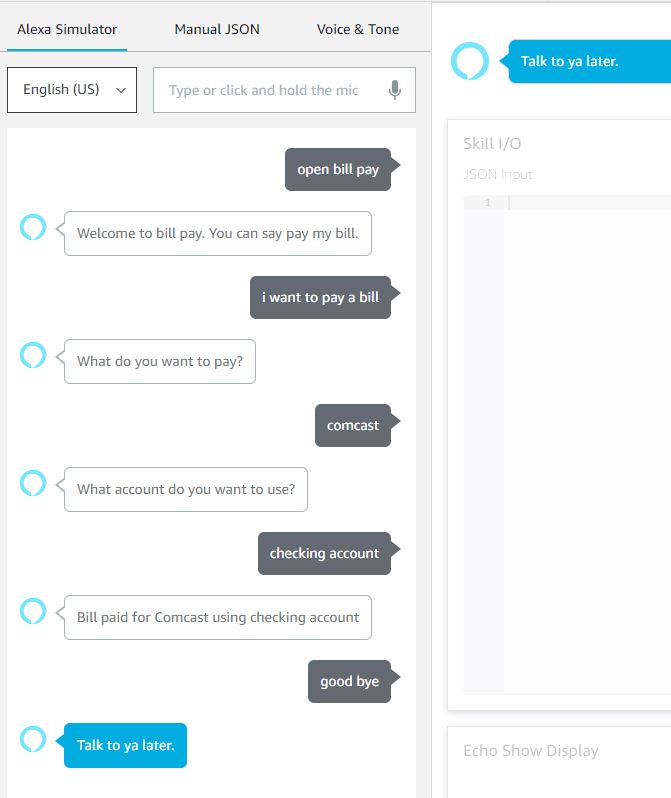 Alexa Simulator
Manual JSON
Voice & Tone
English (US)
Type or click and hold the mic
open bill pay
Welcome to bill pay. You can say pay my bill.
i want to pay a bill
What do you want to pay?
comcast
What account do you want to use?
checking account
Bill paid for Comcast using checking account
good bye
Talk to ya later.
Talk to ya later.
Skill I/O
JSON Input
1
Echo Show Display